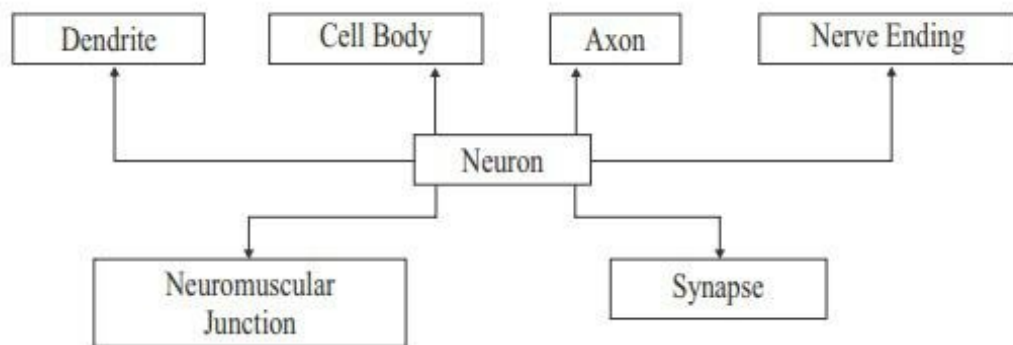 Dendrite
Cell Body
Axon
Nerve Ending
Neuron
Neuromuscular
Junction
Synapse